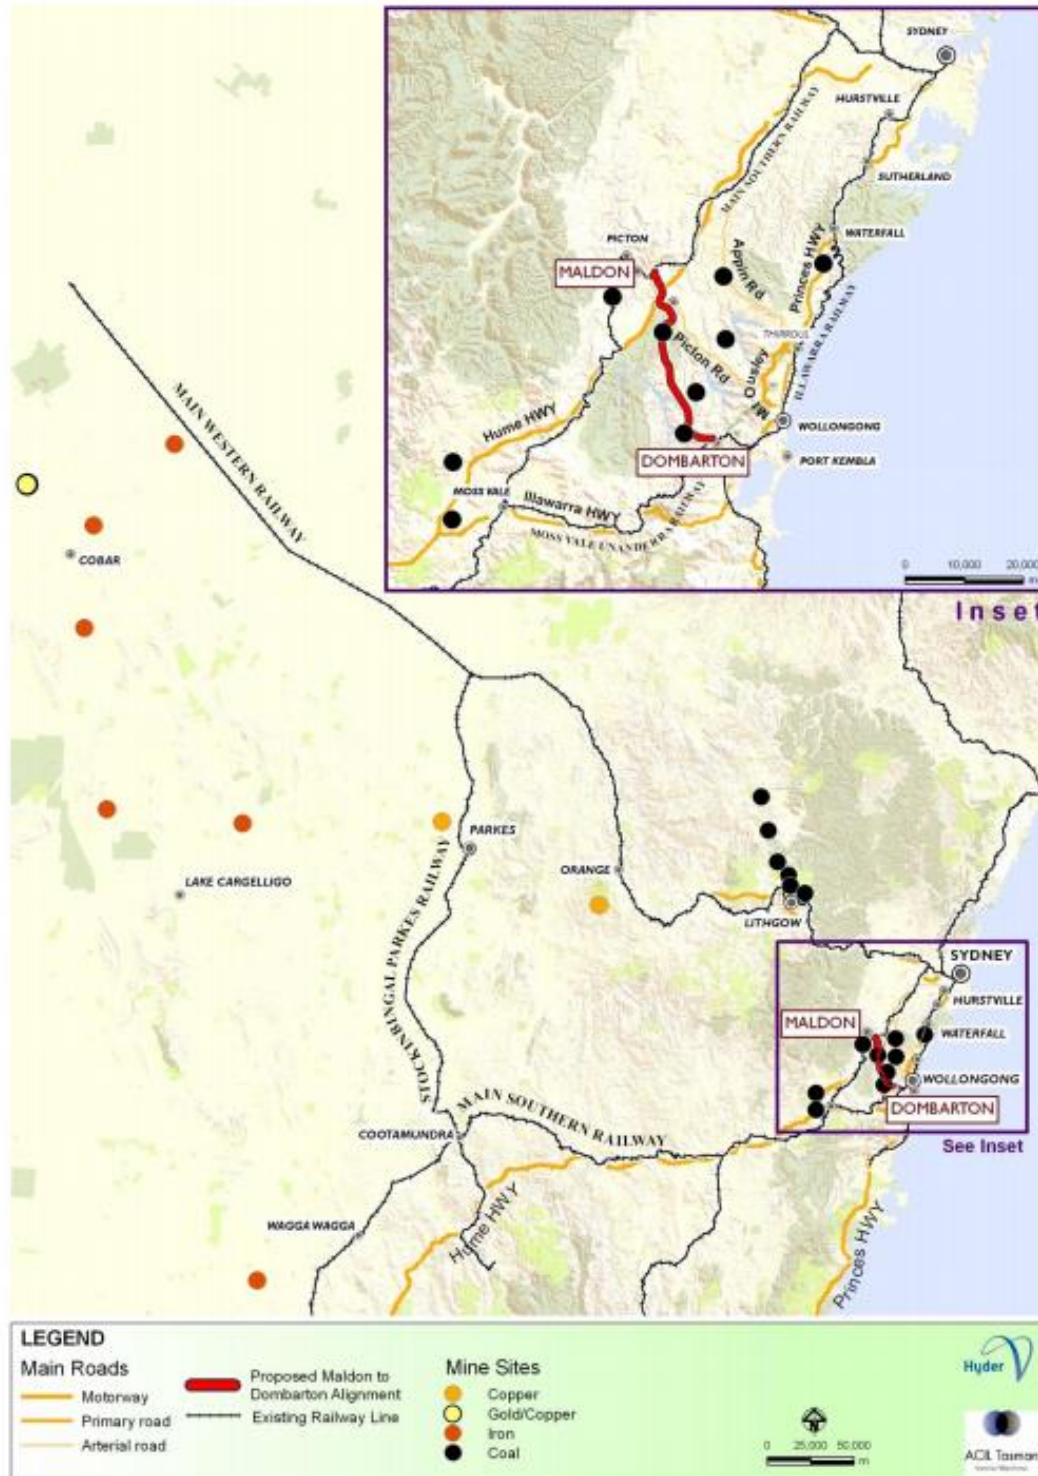 SYDNEY
HURSTVILLE
MAIN SOUTHERN RAILWAY
SUTHERLAND
PICTON
MALDON
Appin Rd
Princes HWY
WATERFALL
THIRROUL
ILLAWARRA RAILWAY
Picton Rd
Mt Ousley
Hume HWY
WOLLONGONG
DOMBARTON
PORT KEMBLA
MOSS VALE
Illawarra HWY
MOSS VALE UNANDERRA RAILWAY
0 10,000 20,000
m
Inset
MAIN WESTERN RAILWAY
COBAR
PARKES
ORANGE
LAKE CARGELLIGO
LITHGOW
STOCKINBINGAL PARKES RAILWAY
SYDNEY
HURSTVILLE
MALDON
WATERFALL
WOLLONGONG
DOMBARTON
See Inset
MAIN SOUTHERN RAILWAY
COOTAMUNDRA
WAGGA WAGGA
Hume HWY
Princes HWY
LEGEND
Main Roads
Motorway
Primary road
Arterial road
Proposed Maldon to
Dombarton Alignment
Existing Railway Line
Mine Sites
Copper
Gold/Copper
Iron
Coal
N
0 25,000 50,000
m
Hyder
ACIL Tasman